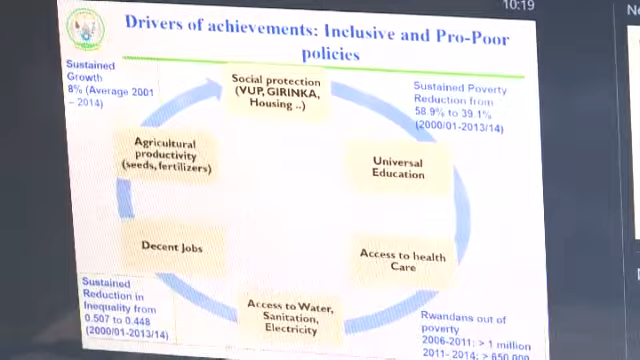 10:19
Drivers of achievements: Inclusive and Pro-Poor
policies
Sustained
Growth
8% (Average 2001
– 2014)
Social protection
(VUP, GIRINKA,
Housing ..)
Sustained Poverty
Reduction from
58.9% to 39.1%
(2000/01-2013/14)
Agricultural
productivity
(seeds, fertilizers)
Universal
Education
Decent Jobs
Access to health
Care
Sustained
Reduction in
Inequality from
0.507 to 0.448
(2000/01-2013/14)
Access to Water,
Sanitation,
Electricity
Rwandans out of
poverty
2006-2011: > 1 million
2011- 2014: > 650 000